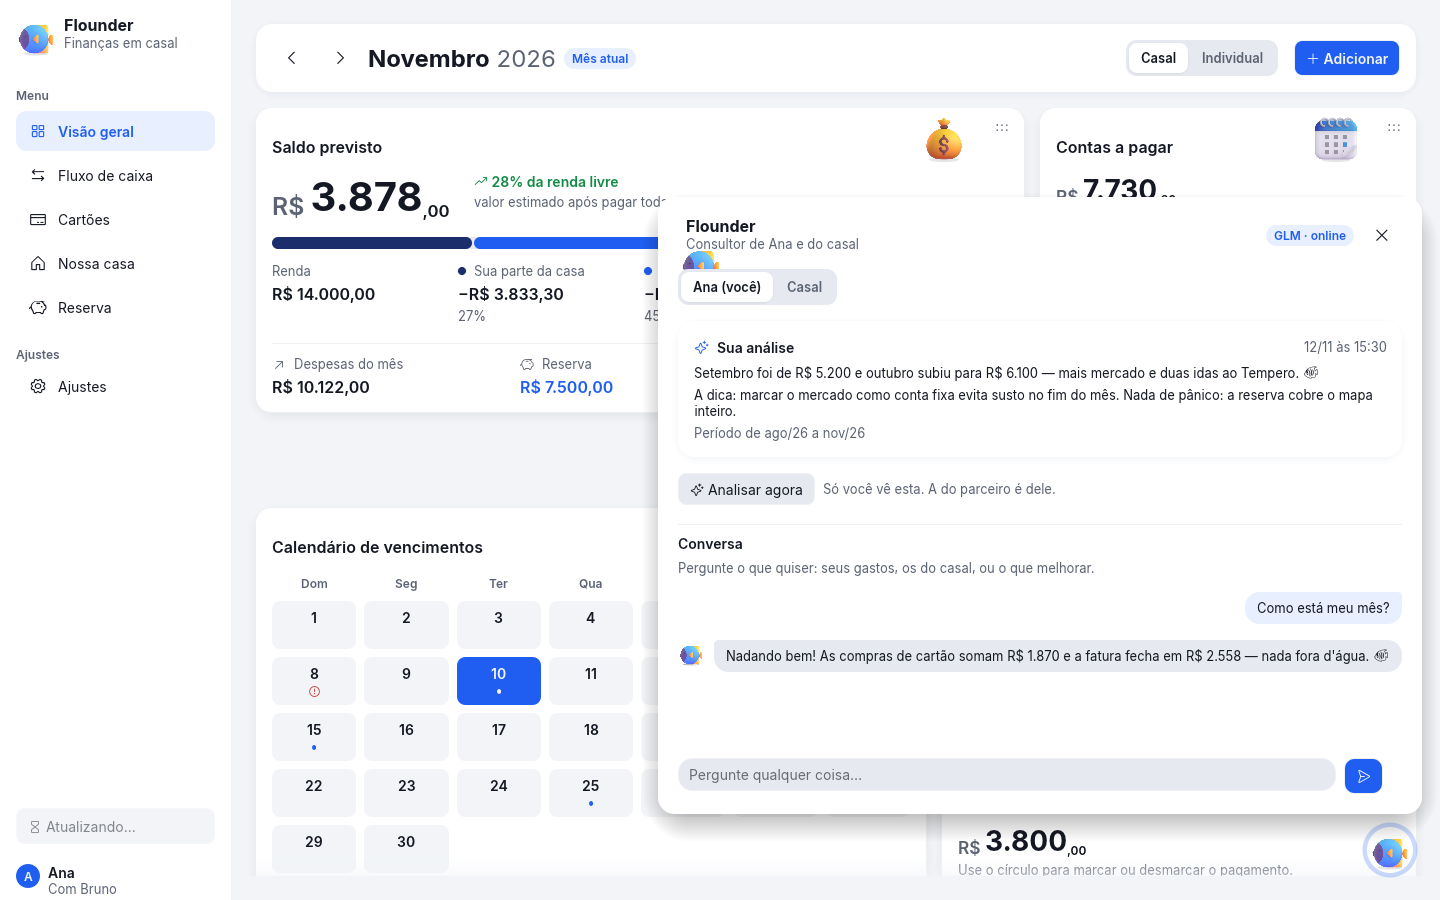 Flounder
Finanças em casal
Menu
Visão geral
Fluxo de caixa
Cartões
Nossa casa
Reserva
Ajustes
Ajustes
Atualizando...
A
Ana
Com Bruno
Novembro 2026
Mês atual
Casal
Individual
Adicionar
Saldo previsto
R$ 3.878,00
28% da renda livre
valor estimado após pagar
Renda
R$ 14.000,00
Sua parte da casa
−R$ 3.833,30
27%
45
Despesas do mês
R$ 10.122,00
Reserva
R$ 7.500,00
Contas a pagar
R$ 7.730
Calendário de vencimentos
Dom Seg Ter Qua
1 2 3 4
8 9 10 11
15 16 17 18
22 23 24 25
29 30
Flounder
Consultor de Ana e do casal
GLM · online
Ana (você)
Casal
Sua análise
12/11 às 15:30
Setembro foi de R$ 5.200 e outubro subiu para R$ 6.100 — mais mercado e duas idas ao Tempero.
A dica: marcar o mercado como conta fixa evita susto no fim do mês. Nada de pânico: a reserva cobre o mapa
inteiro.
Período de ago/26 a nov/26
Analisar agora
Só você vê esta. A do parceiro é dele.
Conversa
Pergunte o que quiser: seus gastos, os do casal, ou o que melhorar.
Como está meu mês?
Nadando bem! As compras de cartão somam R$ 1.870 e a fatura fecha em R$ 2.558 — nada fora d'água.
Pergunte qualquer coisa...
R$ 3.800,00
Use o círculo para marcar ou desmarcar o pagamento.